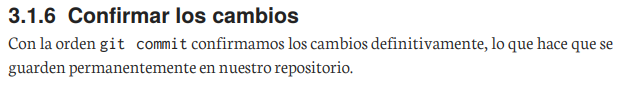 3.1.6 Confirmar los cambios
Con la orden git commit confirmamos los cambios definitivamente, lo que hace que se
guarden permanentemente en nuestro repositorio.